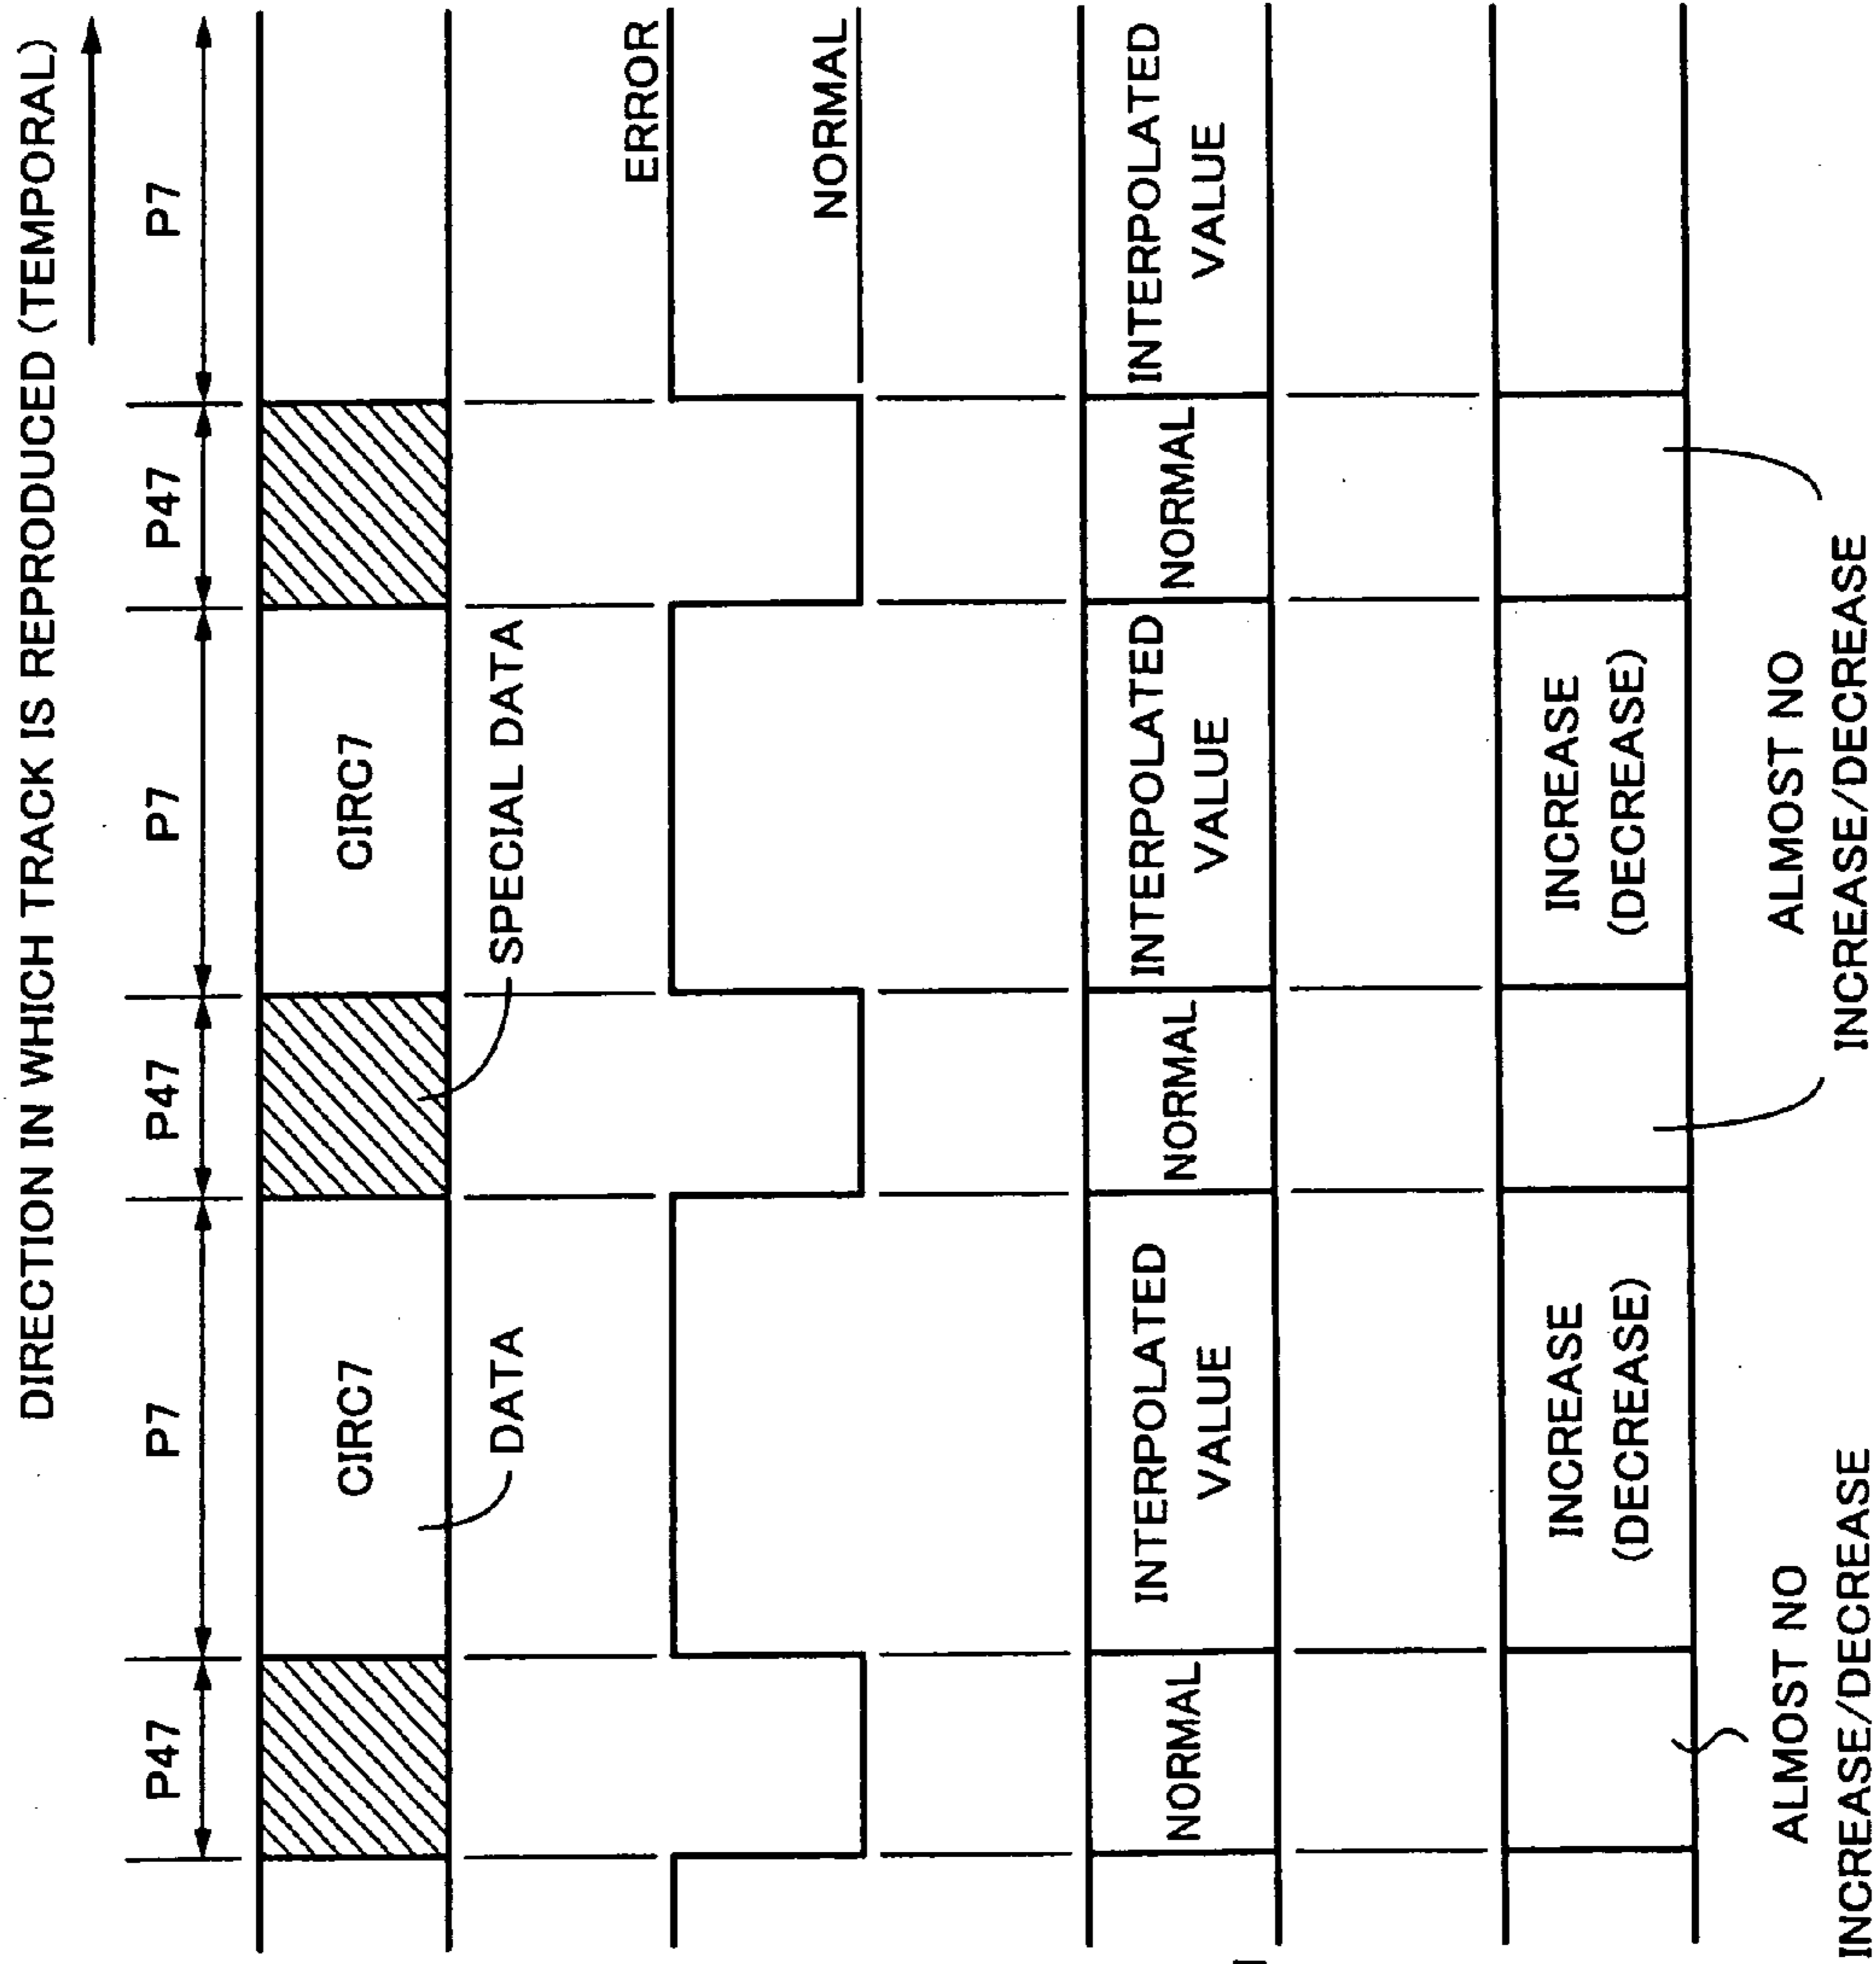 DIRECTION IN WHICH TRACK IS REPRODUCED (TEMPORAL)
P47
P7
P47
P7
P47
P7
CIRC7
CIRC7
DATA
SPECIAL DATA
ERROR
NORMAL
NORMAL
INTERPOLATED
VALUE
NORMAL
INTERPOLATED
VALUE
NORMAL
INTERPOLATED
VALUE
INCREASE
(DECREASE)
INCREASE
(DECREASE)
ALMOST NO
INCREASE/DECREASE
ALMOST NO
INCREASE/DECREASE